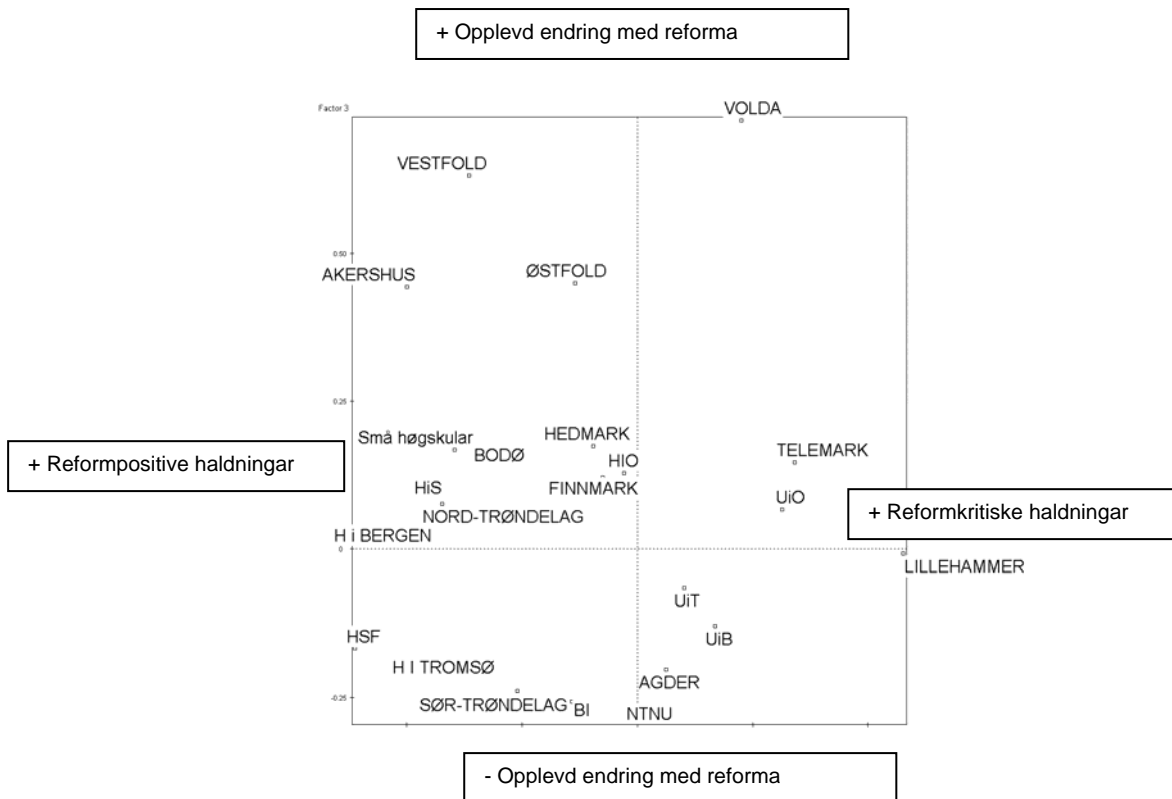 + Opplevd endring med reforma
Factor 3
VOLDA
VESTFOLD
0.50
AKERSHUS
ØSTFOLD
0.25
Små høgskular
BODØ
HEDMARK
HIO
TELEMARK
+ Reformpositive haldningar
HiS
FINNMARK
UiO
NORD-TRØNDELAG
+ Reformkritiske haldningar
H i BERGEN
0
LILLEHAMMER
UiT
HSF
UiB
H I TROMSØ
AGDER
-0.25
SØR-TRØNDELAG
BI
NTNU
- Opplevd endring med reforma